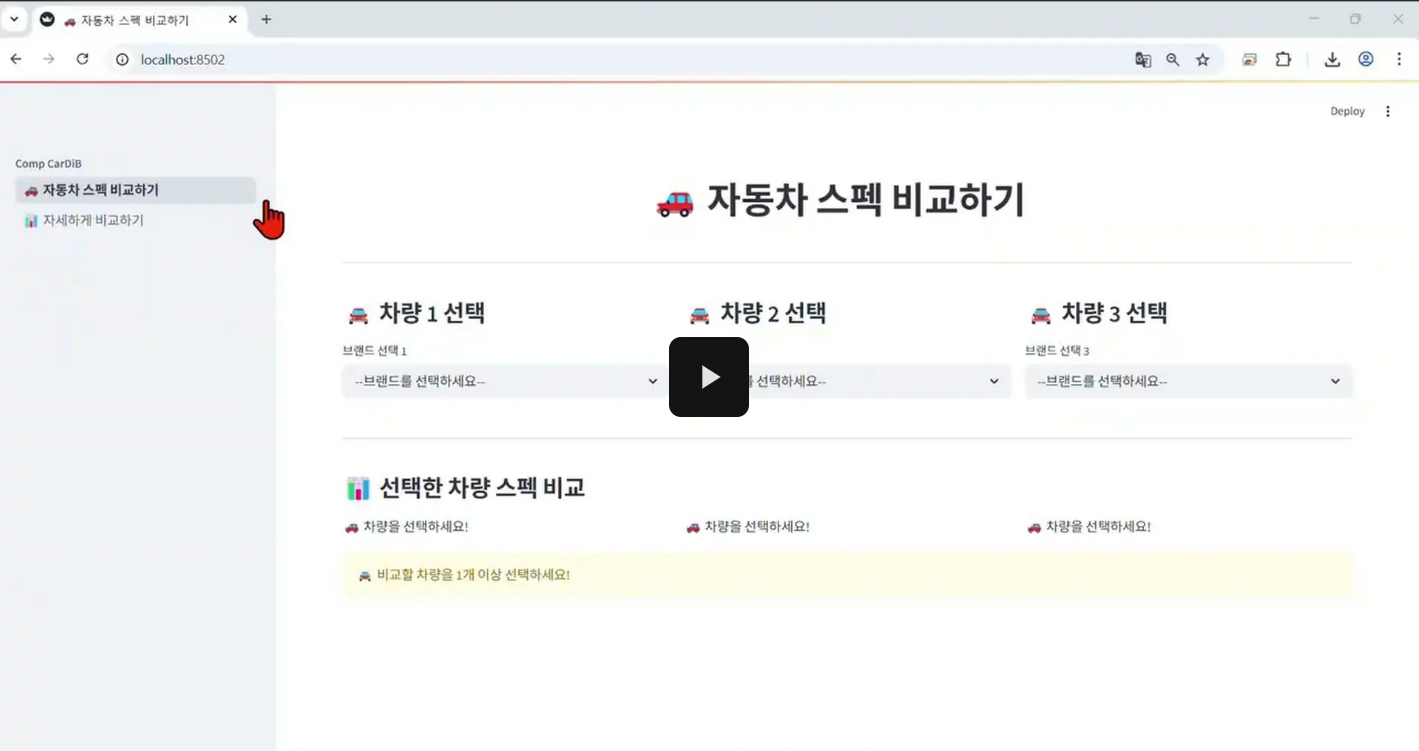 자동차 스펙 비교하기
localhost:8502
Deploy
Comp CarDiB
자동차 스펙 비교하기
자세하게 비교하기
자동차 스펙 비교하기
차량 1 선택
차량 2 선택
차량 3 선택
브랜드 선택 1
브랜드 선택 3
--브랜드를 선택하세요--
선택하세요--
--브랜드를 선택하세요--
선택한 차량 스펙 비교
차량을 선택하세요!
차량을 선택하세요!
차량을 선택하세요!
비교할 차량을 1개 이상 선택하세요!